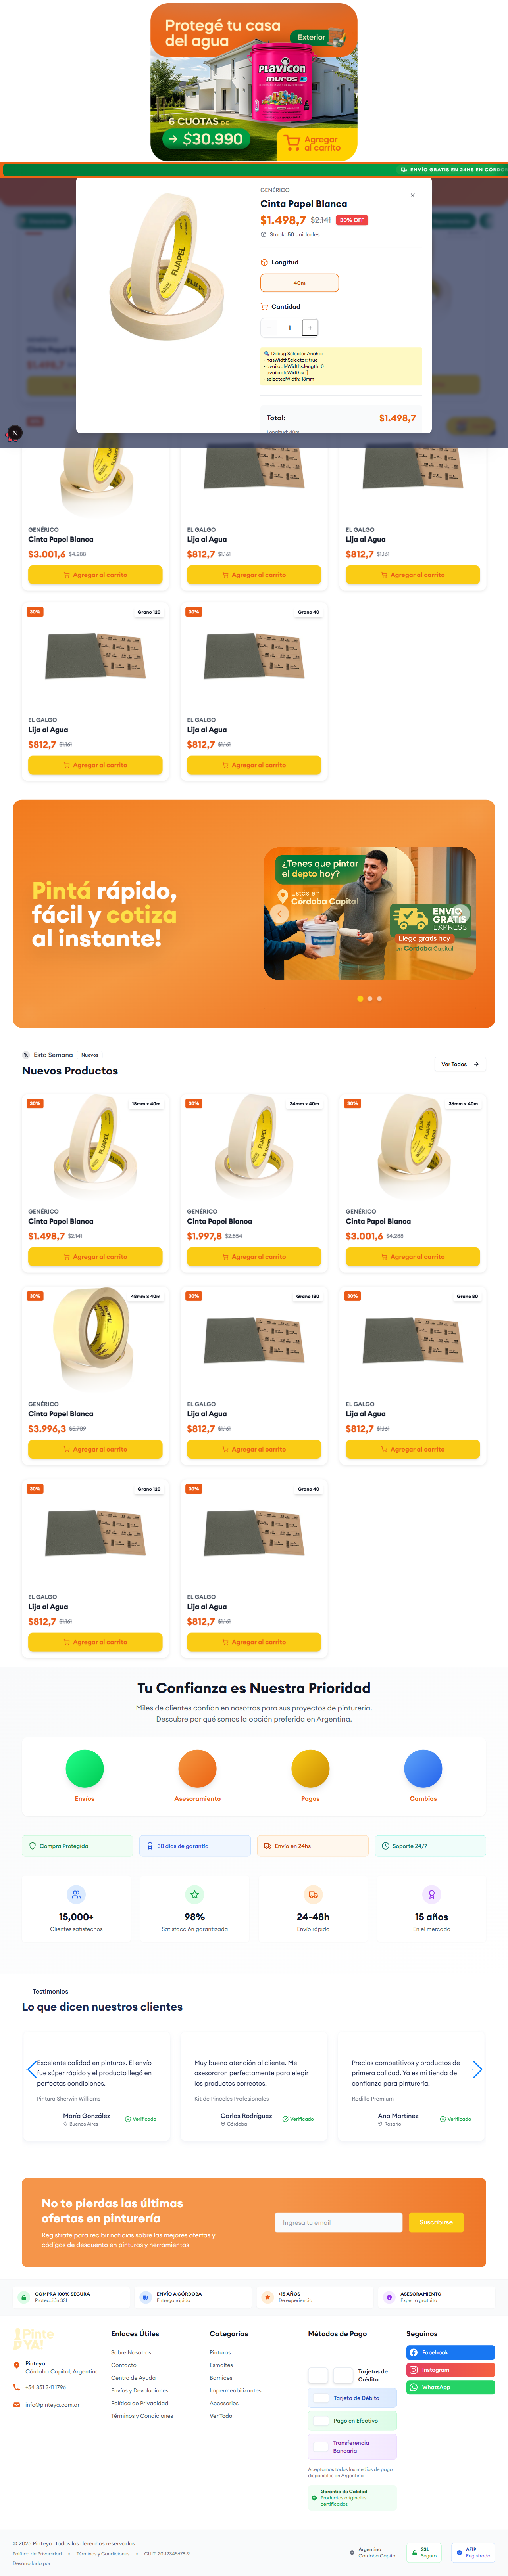 Protegé tu casa
del agua
Exterior
PLAVICON
muros
6 CUOTAS DE
→ $30.990
Agregar
al carrito
ENVÍO GRATIS EN 24HS EN CÓRDO
FIJAPEL
GENÉRICO
Cinta Papel Blanca
$1.498,7 $2.141 30% OFF
Stock: 50 unidades
Longitud
40m
Cantidad
1
Debug Selector Ancho:
- hasWidthSelector: true
- availableWidths.length: 0
- availableWidths: []
- selectedWidth: 18mm
Total: $1.498,7
Longitud: 40m
N
GENÉRICO
Cinta Papel Blanca
$3.001,6 $4.288
Agregar al carrito
EL GALGO
Lija al Agua
$812,7 $1.161
Agregar al carrito
EL GALGO
Lija al Agua
$812,7 $1.161
Agregar al carrito
30% Grano 120
EL GALGO
Lija al Agua
$812,7 $1.161
Agregar al carrito
30% Grano 40
EL GALGO
Lija al Agua
$812,7 $1.161
Agregar al carrito
Pintá rápido,
fácil y cotiza
al instante!
¿Tenes que pintar
el depto hoy?
Estás en
Córdoba Capital
ENVIO
GRATIS
EXPRESS
Llega gratis hoy
en Córdoba Capital
Esta Semana Nuevos
Nuevos Productos
Ver Todos
30% 18mm x 40m
GENÉRICO
Cinta Papel Blanca
$1.498,7 $2.141
Agregar al carrito
30% 24mm x 40m
GENÉRICO
Cinta Papel Blanca
$1.997,8 $2.854
Agregar al carrito
30% 36mm x 40m
GENÉRICO
Cinta Papel Blanca
$3.001,6 $4.288
Agregar al carrito
30% 48mm x 40m
GENÉRICO
Cinta Papel Blanca
$3.996,3 $5.709
Agregar al carrito
30% Grano 180
EL GALGO
Lija al Agua
$812,7 $1.161
Agregar al carrito
30% Grano 80
EL GALGO
Lija al Agua
$812,7 $1.161
Agregar al carrito
30% Grano 120
EL GALGO
Lija al Agua
$812,7 $1.161
Agregar al carrito
30% Grano 40
EL GALGO
Lija al Agua
$812,7 $1.161
Agregar al carrito
Tu Confianza es Nuestra Prioridad
Miles de clientes confían en nosotros para sus proyectos de pinturería.
Descubre por qué somos la opción preferida en Argentina.
Envíos
Asesoramiento
Pagos
Cambios
Compra Protegida
30 días de garantía
Envío en 24hs
Soporte 24/7
15,000+
Clientes satisfechos
98%
Satisfacción garantizada
24-48h
Envío rápido
15 años
En el mercado
Testimonios
Lo que dicen nuestros clientes
Excelente calidad en pinturas. El envío
fue súper rápido y el producto llegó en
perfectas condiciones.
Pintura Sherwin Williams
María González
Buenos Aires
Verificado
Muy buena atención al cliente. Me
asesoraron perfectamente para elegir
los productos correctos.
Kit de Pinceles Profesionales
Carlos Rodríguez
Córdoba
Verificado
Precios competitivos y productos de
primera calidad. Ya es mi tienda de
confianza para pinturería.
Rodillo Premium
Ana Martínez
Rosario
Verificado
No te pierdas las últimas
ofertas en pinturería
Regístrate para recibir noticias sobre las mejores ofertas y
códigos de descuento en pinturas y herramientas
Ingresa tu email
Suscribirse
COMPRA 100% SEGURA
Protección SSL
ENVÍO A CÓRDOBA
Entrega rápida
+15 AÑOS
De experiencia
ASESORAMIENTO
Experto gratuito
Pinte
YA!
Pinteya
Córdoba Capital, Argentina
+54 351 341 1796
info@pinteya.com.ar
Enlaces Útiles
Sobre Nosotros
Contacto
Centro de Ayuda
Envíos y Devoluciones
Política de Privacidad
Términos y Condiciones
Categorías
Pinturas
Esmaltes
Barnices
Impermeabilizantes
Accesorios
Ver Todo
Métodos de Pago
Tarjetas de
Crédito
Tarjeta de Débito
Pago en Efectivo
Transferencia
Bancaria
Aceptamos todos los medios de pago
disponibles en Argentina
Garantía de Calidad
Productos originales
certificados
Seguinos
Facebook
Instagram
WhatsApp
© 2025 Pinteya. Todos los derechos reservados.
Política de Privacidad • Términos y Condiciones • CUIT: 20-12345678-9
Desarrollado por
Argentina
Córdoba Capital
SSL
Seguro
AFIP
Registrado